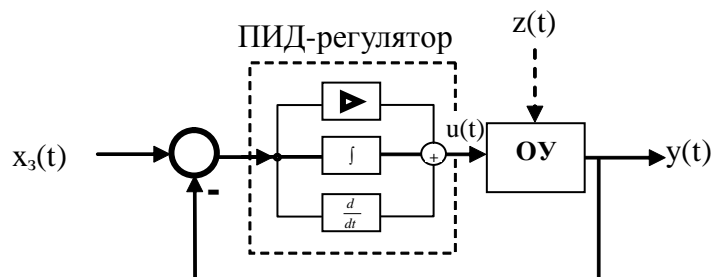 ПИД-регулятор
z(t)
xз(t)
∫
d
dt
+
u(t)
ОУ
y(t)
-